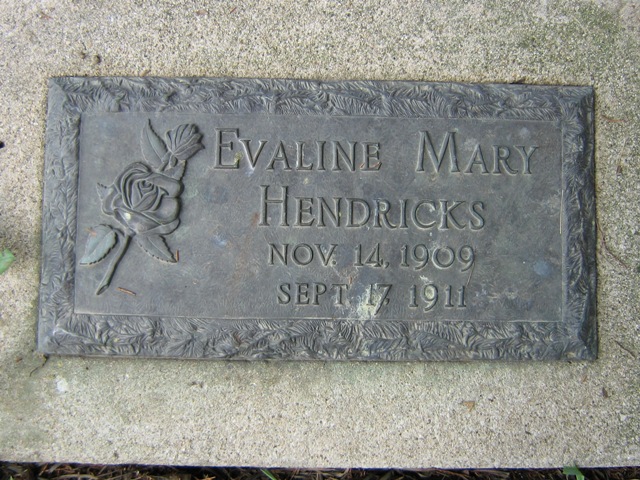 EVALINE MARY
HENDRICKS
NOV. 14, 1909
SEPT. 17, 1911